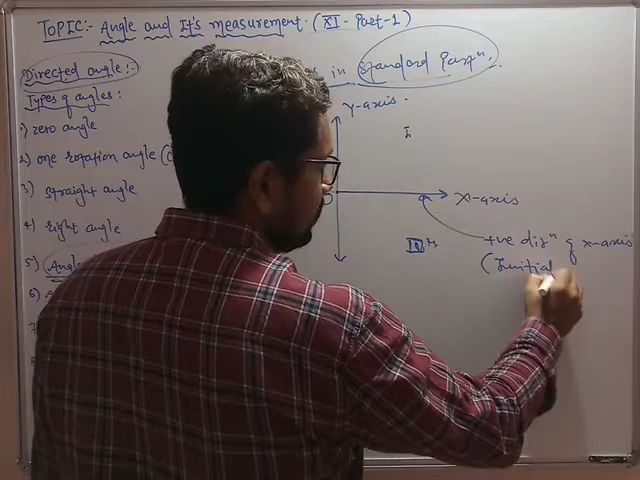 TOPIC:- Angle and It's measurement. (XI- Part-1)
Directed angle:.
in Standard Partⁿ.
Types of angles:
Y-axis.
1) zero angle
I
2) one rotation angle (
3) straight angle
X-axis
4) right angle
+ve dirⁿ of x-axis
(Initial
5) Angl
6)